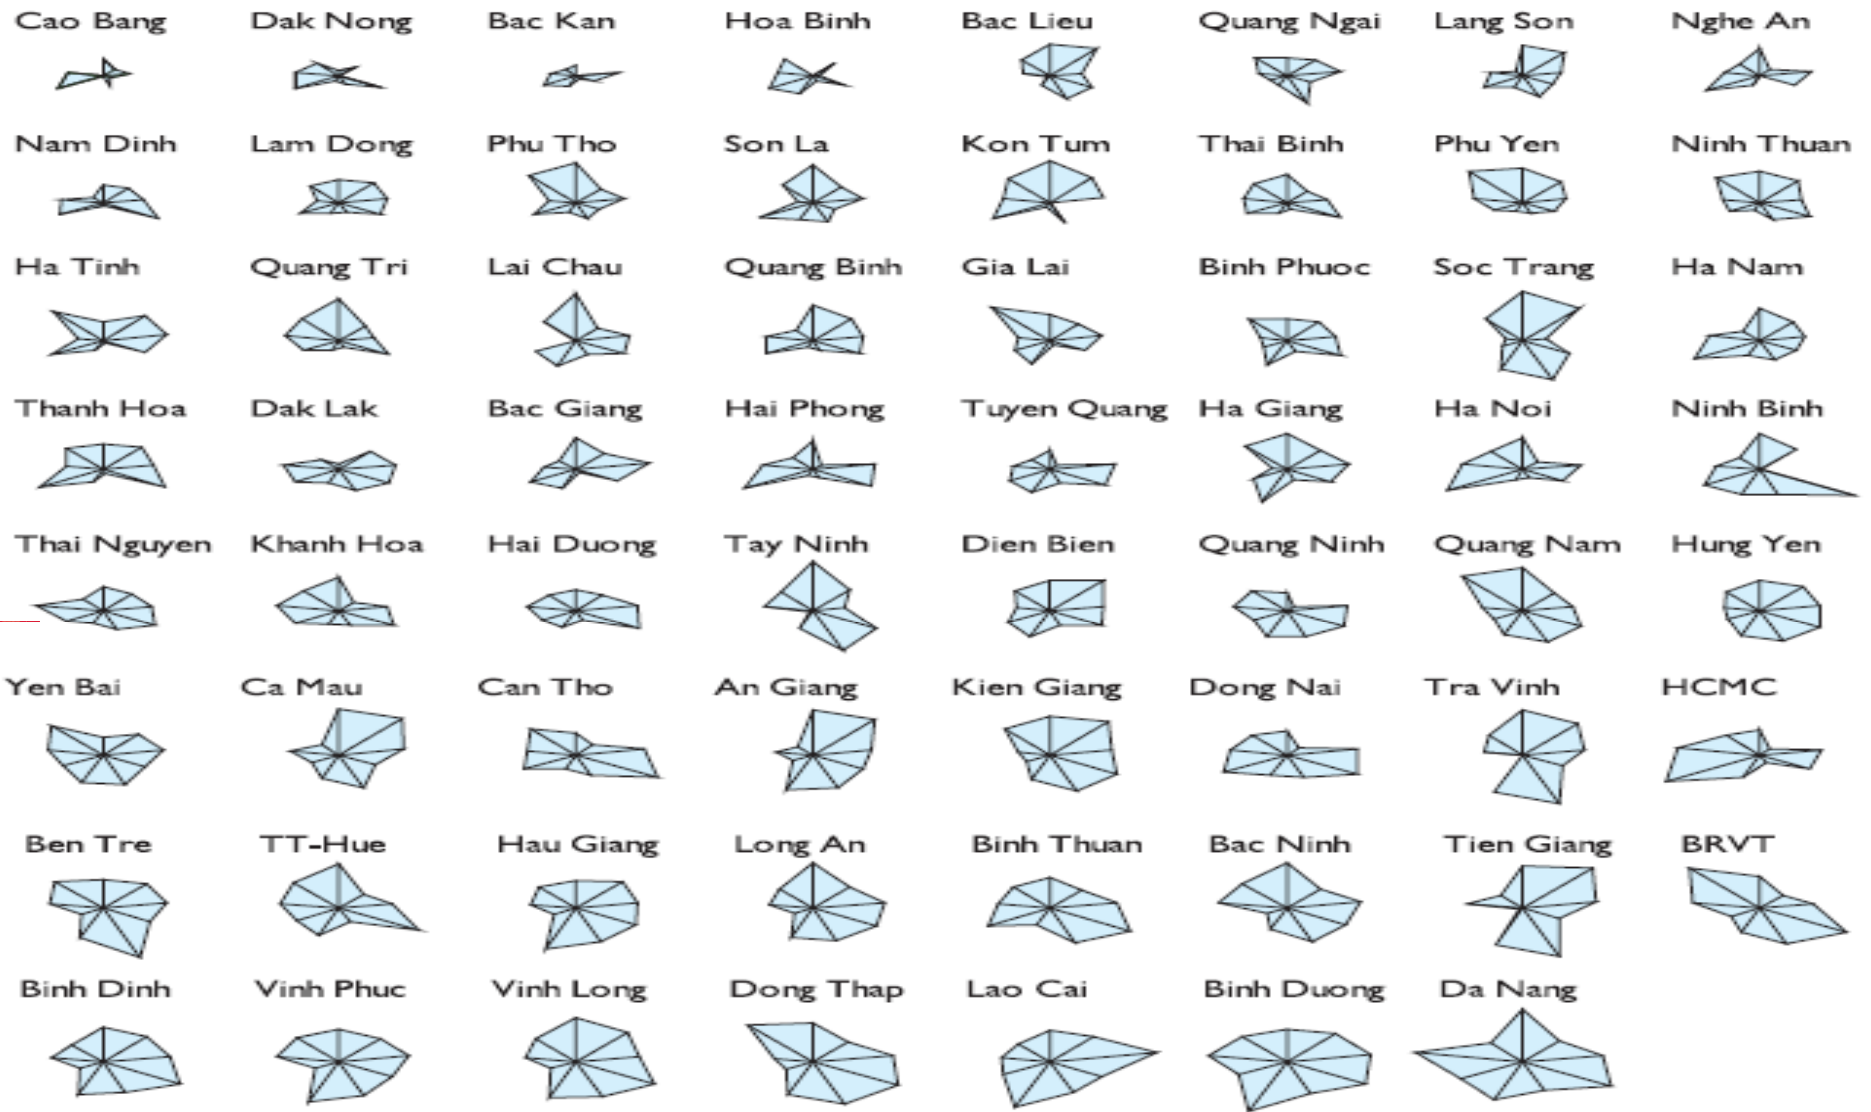 Cao Bang Dak Nong Bac Kan Hoa Binh Bac Lieu Quang Ngai Lang Son Nghe An
Nam Dinh Lam Dong Phu Tho Son La Kon Tum Thai Binh Phu Yen Ninh Thuan
Ha Tinh Quang Tri Lai Chau Quang Binh Gia Lai Binh Phuoc Soc Trang Ha Nam
Thanh Hoa Dak Lak Bac Giang Hai Phong Tuyen Quang Ha Giang Ha Noi Ninh Binh
Thai Nguyen Khanh Hoa Hai Duong Tay Ninh Dien Bien Quang Ninh Quang Nam Hung Yen
Yen Bai Ca Mau Can Tho An Giang Kien Giang Dong Nai Tra Vinh HCMC
Ben Tre TT-Hue Hau Giang Long An Binh Thuan Bac Ninh Tien Giang BRVT
Binh Dinh Vinh Phuc Vinh Long Dong Thap Lao Cai Binh Duong Da Nang